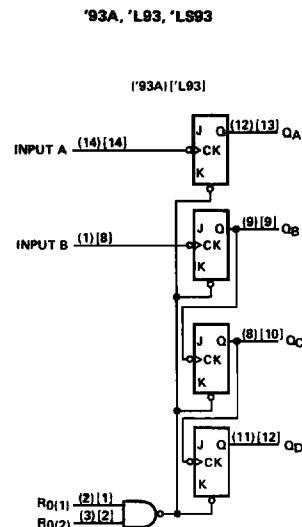 '93A, 'L93, 'LS93
('93A) ['L93]
J Q (12) [13] QA
INPUT A (14) [14] CK
K
J Q (9) [9] QB
INPUT B (1) [8] CK
K
J Q (8) [10] QC
CK
K
J Q (11) [12] QD
CK
K
R0(1) (2) [1]
R0(2) (3) [2]